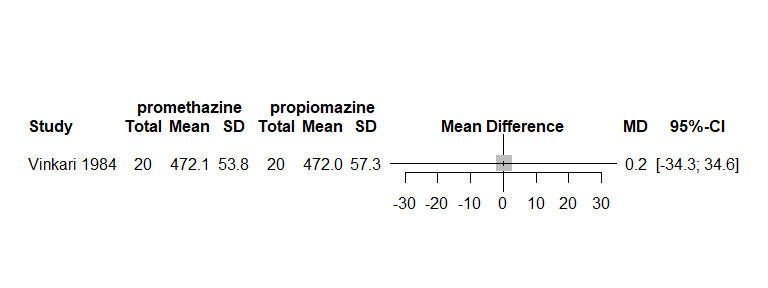 promethazine propiomazine
Study Total Mean SD Total Mean SD Mean Difference MD 95%-CI
Vinkari 1984 20 472.1 53.8 20 472.0 57.3 0.2 [-34.3; 34.6]
-30 -20 -10 0 10 20 30